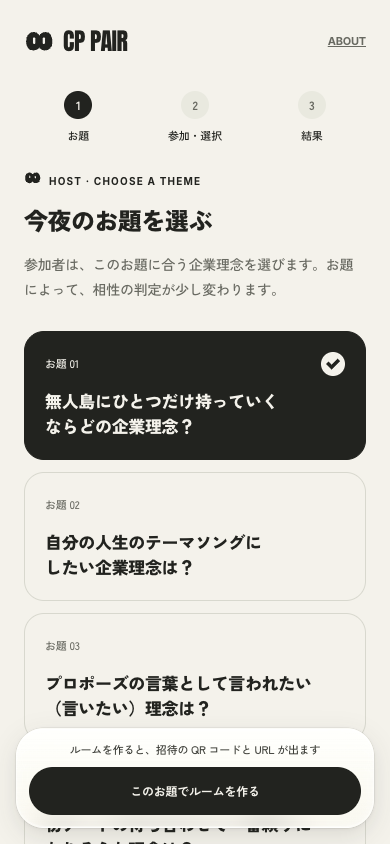 CP PAIR
ABOUT
1
2
3
お題
参加・選択
結果
HOST · CHOOSE A THEME
今夜のお題を選ぶ
参加者は、このお題に合う企業理念を選びます。お題
によって、相性の判定が少し変わります。
お題 01
無人島にひとつだけ持っていく
ならどの企業理念？
お題 02
自分の人生のテーマソングに
したい企業理念は？
お題 03
プロポーズの言葉として言われたい
（言いたい）理念は？
ルームを作ると、招待の QR コードと URL が出ます
このお題でルームを作る